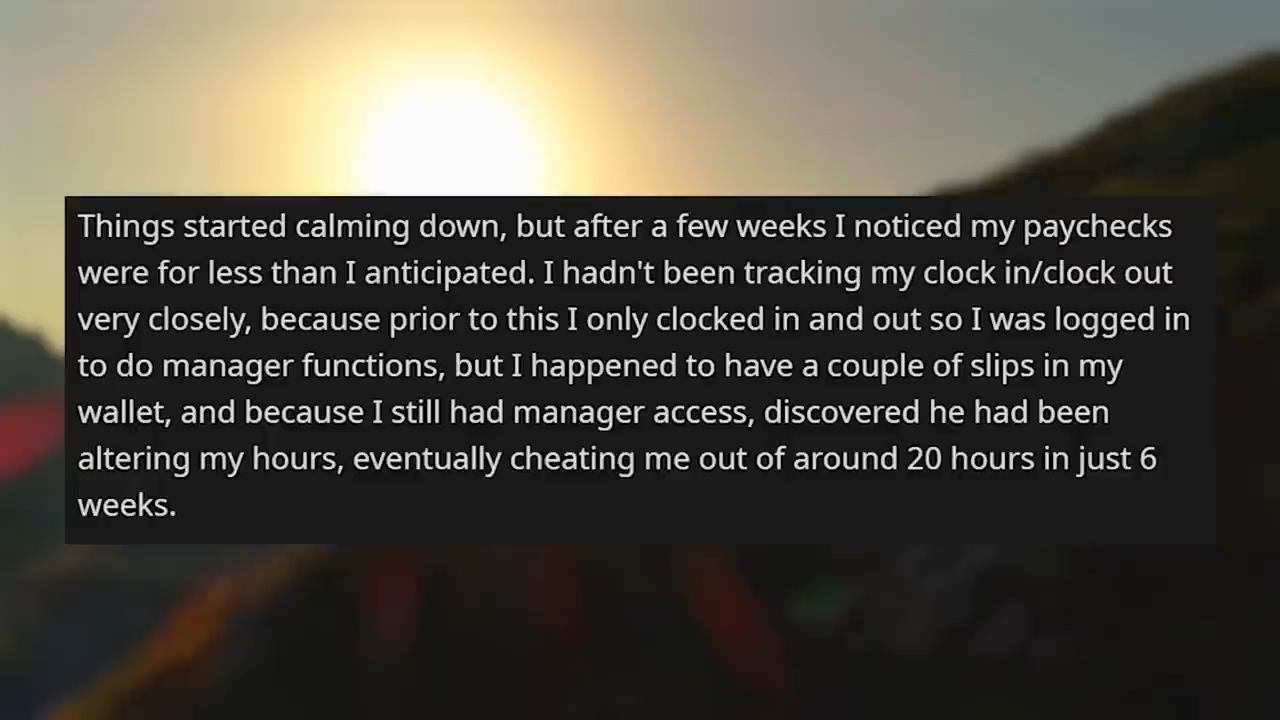 Things started calming down, but after a few weeks I noticed my paychecks
were for less than I anticipated. I hadn't been tracking my clock in/clock out
very closely, because prior to this I only clocked in and out so I was logged in
to do manager functions, but I happened to have a couple of slips in my
wallet, and because I still had manager access, discovered he had been
altering my hours, eventually cheating me out of around 20 hours in just 6
weeks.